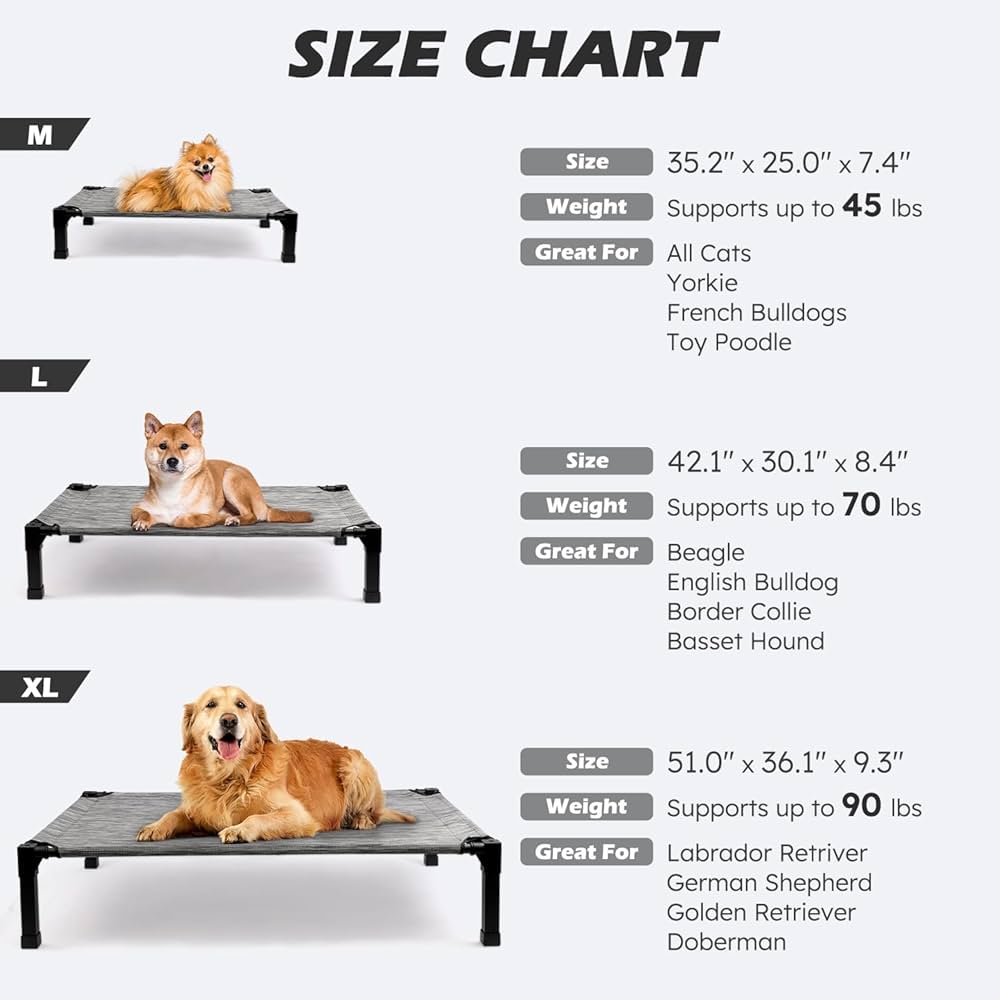 SIZE CHART
M
Size 35.2" x 25.0" x 7.4"
Weight Supports up to 45 lbs
Great For All Cats
Yorkie
French Bulldogs
Toy Poodle
L
Size 42.1" x 30.1" x 8.4"
Weight Supports up to 70 lbs
Great For Beagle
English Bulldog
Border Collie
Basset Hound
XL
Size 51.0" x 36.1" x 9.3"
Weight Supports up to 90 lbs
Great For Labrador Retriver
German Shepherd
Golden Retriever
Doberman